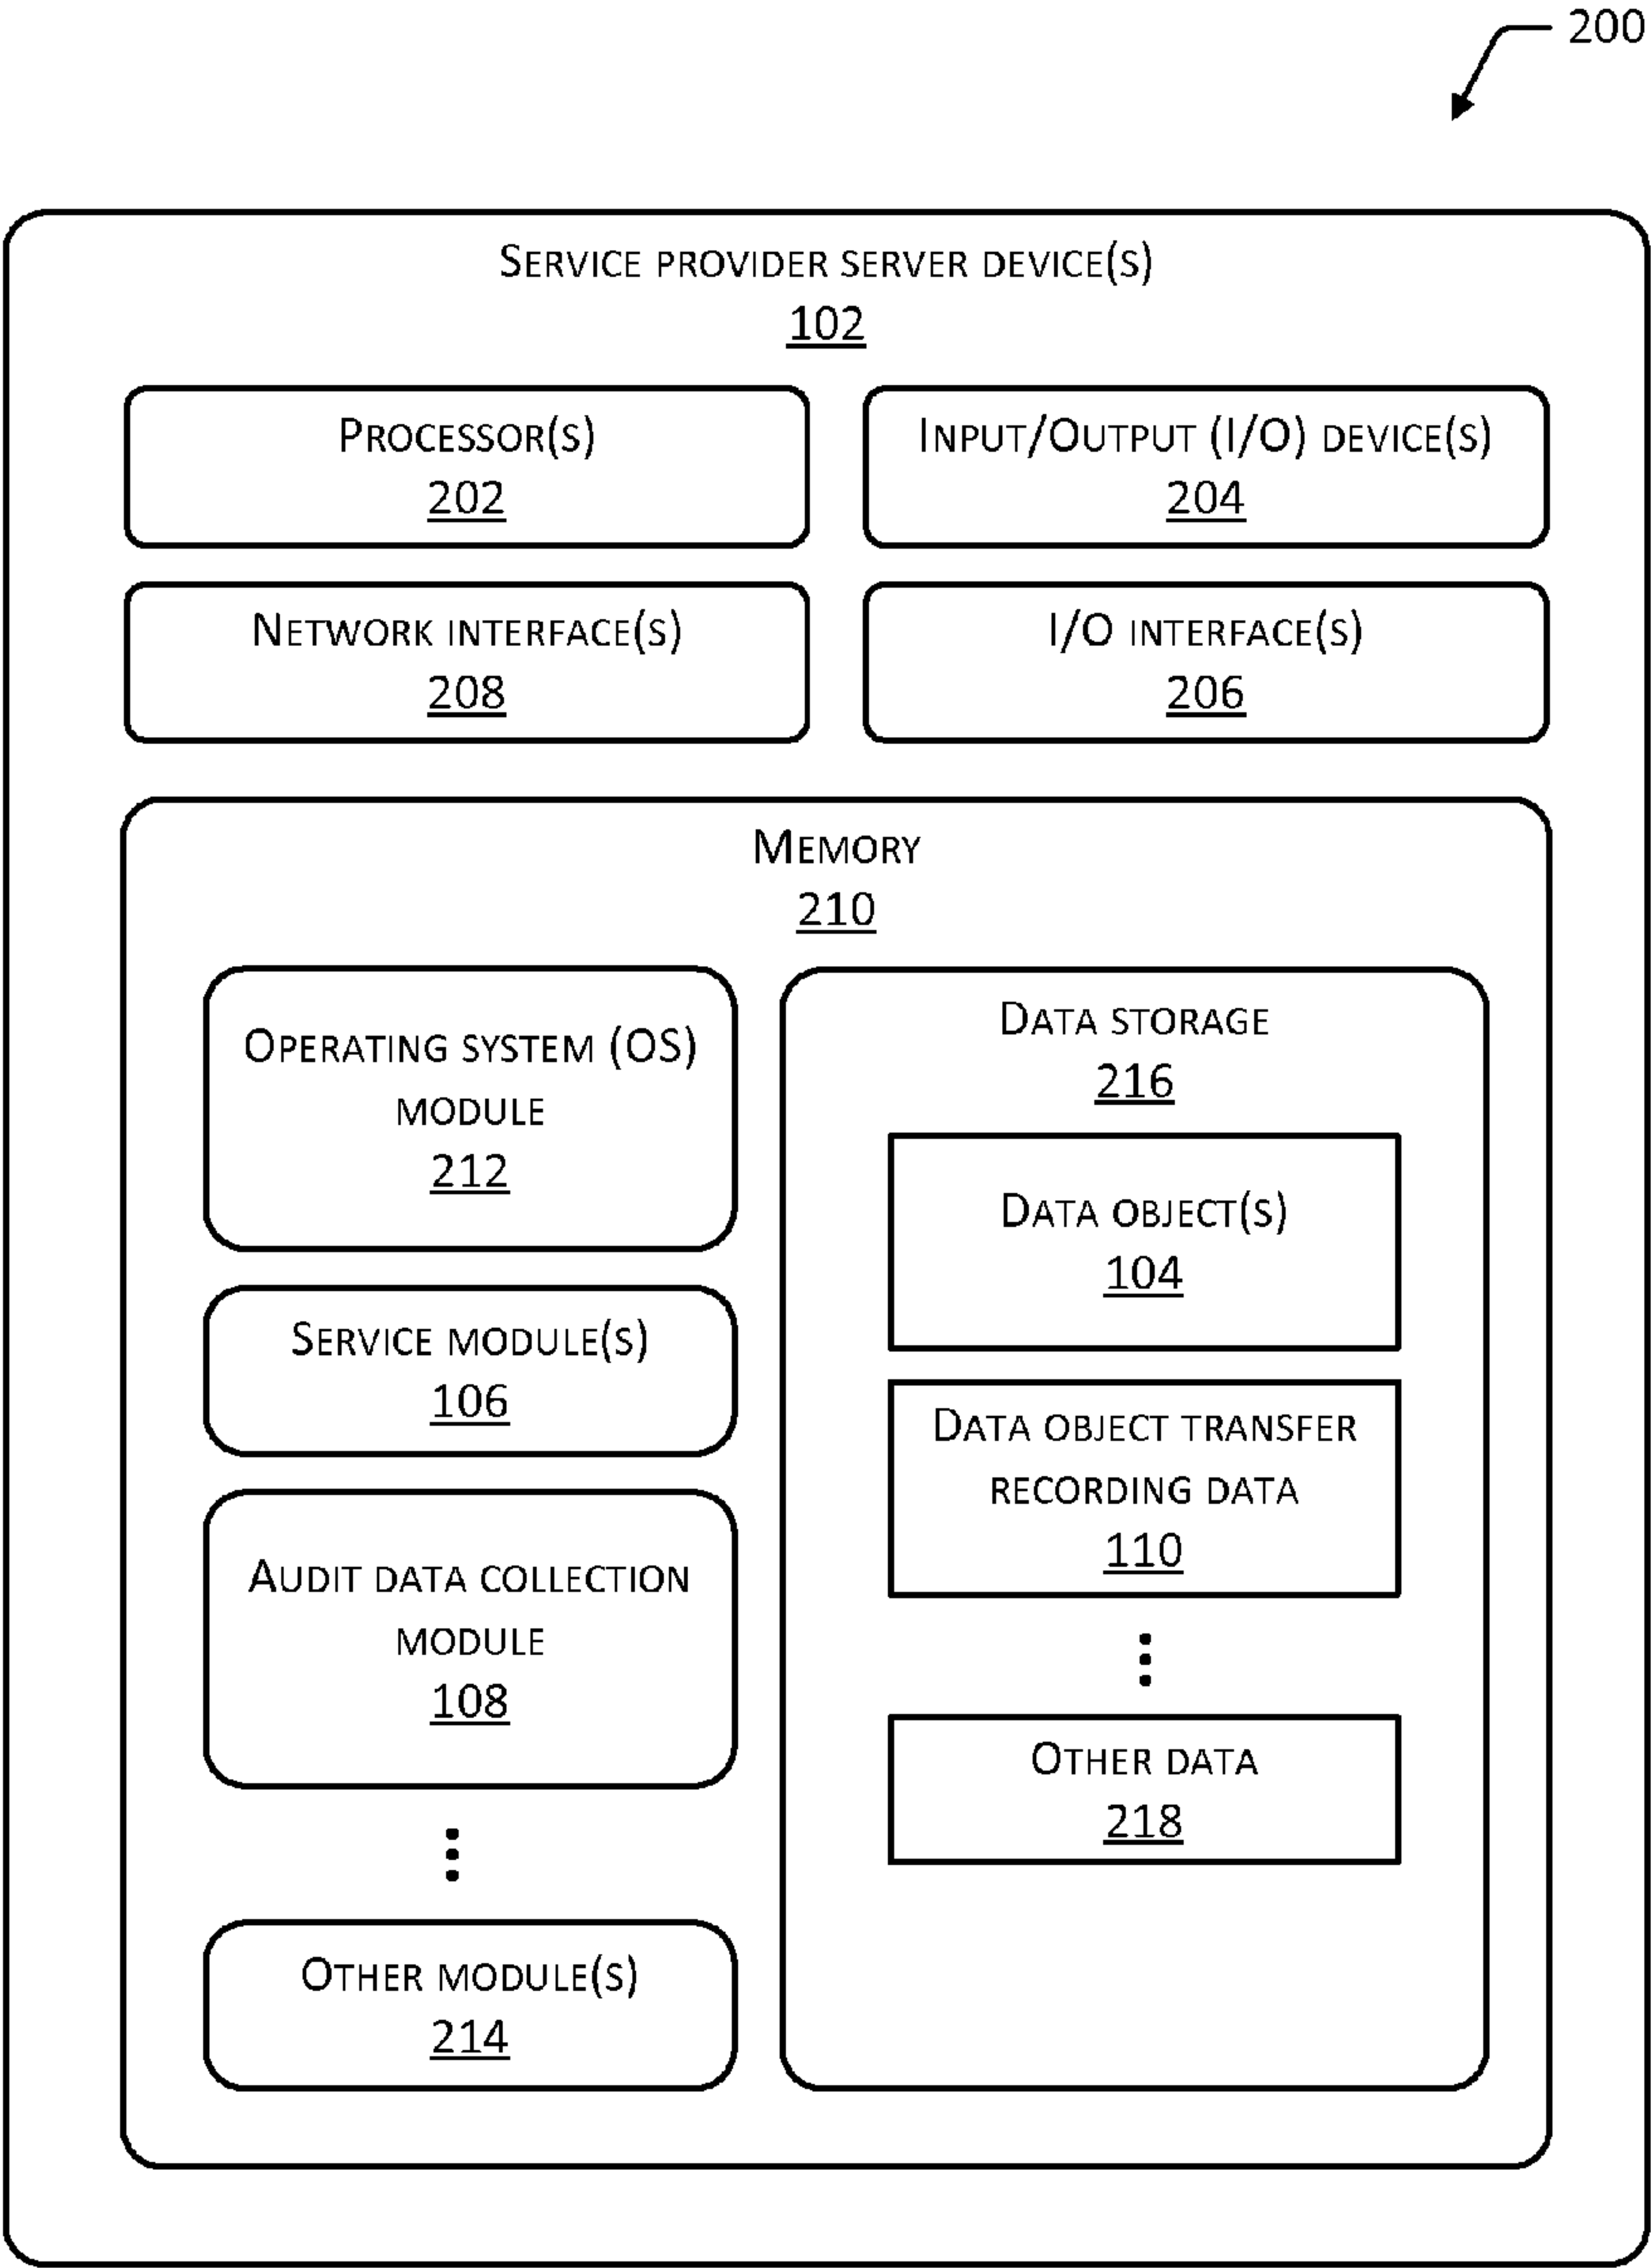 200
Service provider server device(s)
102
Processor(s)
202
Input/Output (I/O) device(s)
204
Network interface(s)
208
I/O interface(s)
206
Memory
210
Operating system (OS)
module
212
Service module(s)
106
Audit data collection
module
108
Other module(s)
214
Data storage
216
Data object(s)
104
Data object transfer
recording data
110
Other data
218